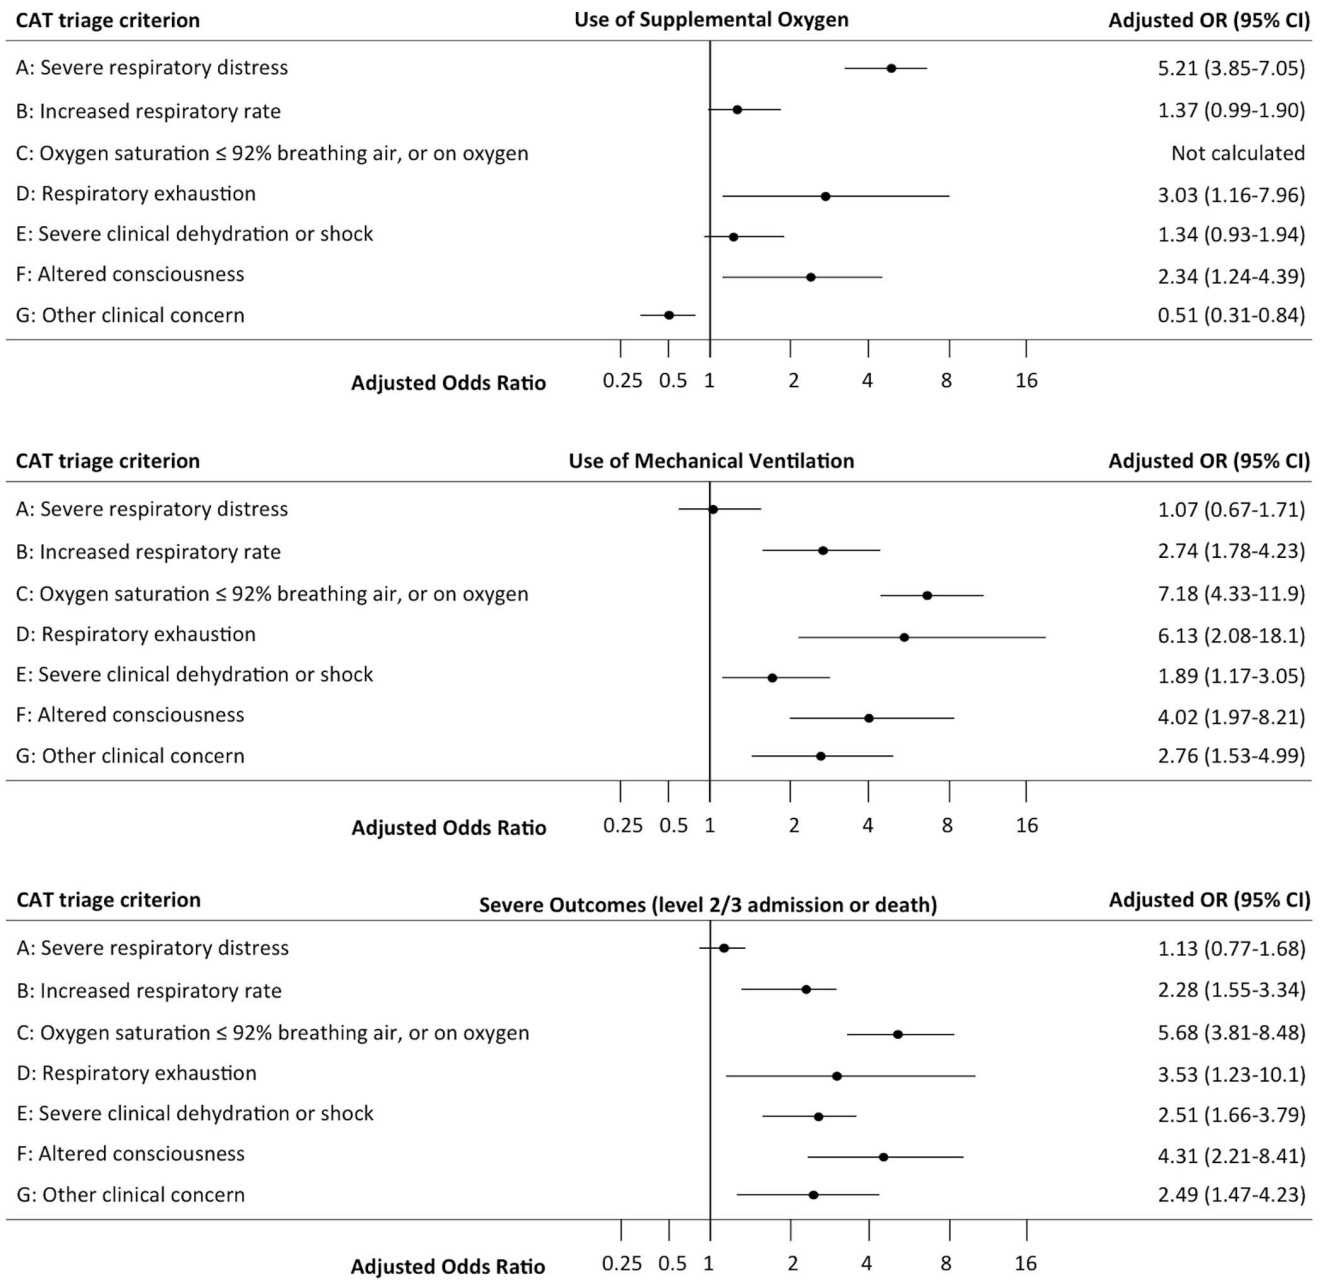 CAT triage criterion Use of Supplemental Oxygen Adjusted OR (95% CI)
A: Severe respiratory distress 5.21 (3.85-7.05)
B: Increased respiratory rate 1.37 (0.99-1.90)
C: Oxygen saturation ≤ 92% breathing air, or on oxygen Not calculated
D: Respiratory exhaustion 3.03 (1.16-7.96)
E: Severe clinical dehydration or shock 1.34 (0.93-1.94)
F: Altered consciousness 2.34 (1.24-4.39)
G: Other clinical concern 0.51 (0.31-0.84)
Adjusted Odds Ratio 0.25 0.5 1 2 4 8 16
CAT triage criterion Use of Mechanical Ventilation Adjusted OR (95% CI)
A: Severe respiratory distress 1.07 (0.67-1.71)
B: Increased respiratory rate 2.74 (1.78-4.23)
C: Oxygen saturation ≤ 92% breathing air, or on oxygen 7.18 (4.33-11.9)
D: Respiratory exhaustion 6.13 (2.08-18.1)
E: Severe clinical dehydration or shock 1.89 (1.17-3.05)
F: Altered consciousness 4.02 (1.97-8.21)
G: Other clinical concern 2.76 (1.53-4.99)
Adjusted Odds Ratio 0.25 0.5 1 2 4 8 16
CAT triage criterion Severe Outcomes (level 2/3 admission or death) Adjusted OR (95% CI)
A: Severe respiratory distress 1.13 (0.77-1.68)
B: Increased respiratory rate 2.28 (1.55-3.34)
C: Oxygen saturation ≤ 92% breathing air, or on oxygen 5.68 (3.81-8.48)
D: Respiratory exhaustion 3.53 (1.23-10.1)
E: Severe clinical dehydration or shock 2.51 (1.66-3.79)
F: Altered consciousness 4.31 (2.21-8.41)
G: Other clinical concern 2.49 (1.47-4.23)
Adjusted Odds Ratio 0.25 0.5 1 2 4 8 16